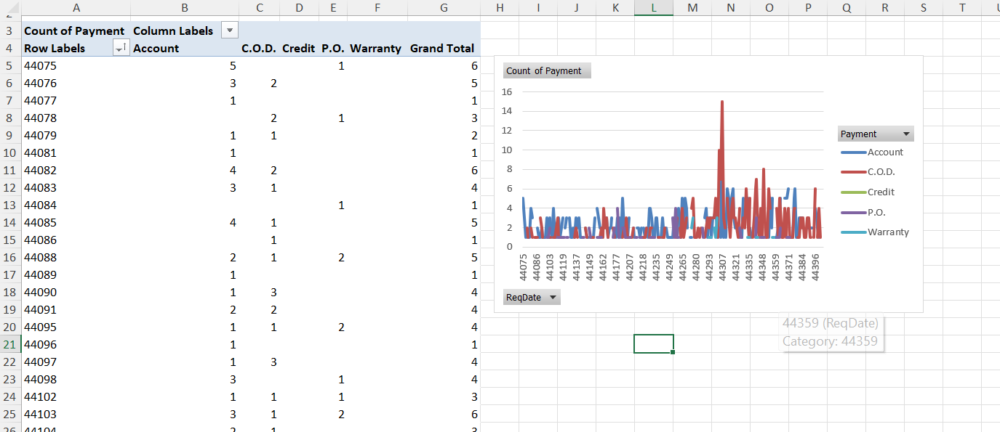 A B C D E F G H I J K L M N O P Q R S T
3 Count of Payment Column Labels
4 Row Labels Account C.O.D. Credit P.O. Warranty Grand Total
5 44075 5 1 6
6 44076 3 2 5
7 44077 1 1
8 44078 2 1 3
9 44079 1 1 2
10 44081 1 1
11 44082 4 2 6
12 44083 3 1 4
13 44084 1 1
14 44085 4 1 5
15 44086 1 1
16 44088 2 1 2 5
17 44089 1 1
18 44090 1 3 4
19 44091 2 2 4
20 44095 1 1 2 4
21 44096 1 1
22 44097 1 3 4
23 44098 3 1 4
24 44102 1 1 1 3
25 44103 3 1 2 6
26 44104 2 1 3
Count of Payment
16
14
12
10
8
6
4
2
0
44075 44086 44103 44119 44137 44149 44162 44177 44207 44218 44235 44249 44265 44280 44293 44307 44321 44335 44348 44359 44371 44384 44396
ReqDate
Payment
Account
C.O.D.
Credit
P.O.
Warranty
44359 (ReqDate)
Category: 44359